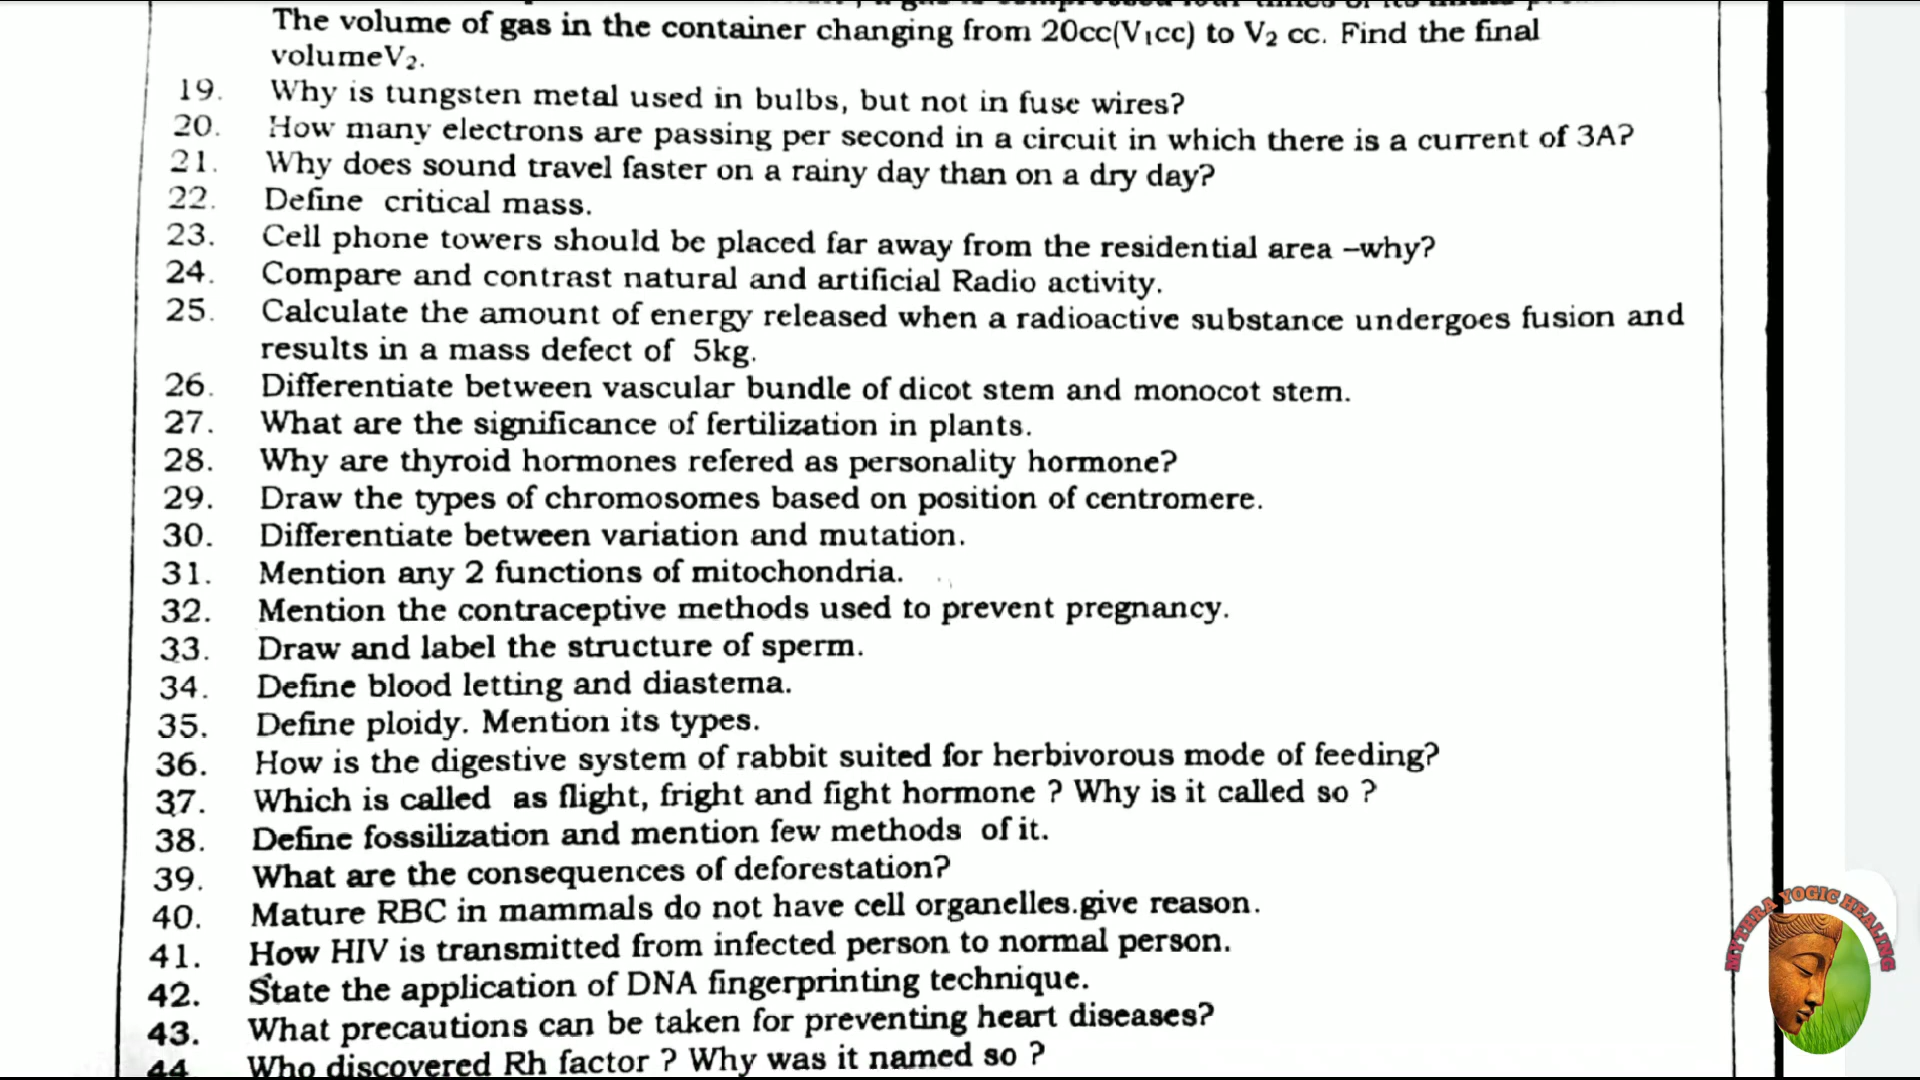 The volume of gas in the container changing from 20cc(V₁cc) to V₂ cc. Find the final
volumeV₂.
19. Why is tungsten metal used in bulbs, but not in fuse wires?
20. How many electrons are passing per second in a circuit in which there is a current of 3A?
21. Why does sound travel faster on a rainy day than on a dry day?
22. Define critical mass.
23. Cell phone towers should be placed far away from the residential area –why?
24. Compare and contrast natural and artificial Radio activity.
25. Calculate the amount of energy released when a radioactive substance undergoes fusion and
results in a mass defect of 5kg.
26. Differentiate between vascular bundle of dicot stem and monocot stem.
27. What are the significance of fertilization in plants.
28. Why are thyroid hormones refered as personality hormone?
29. Draw the types of chromosomes based on position of centromere.
30. Differentiate between variation and mutation.
31. Mention any 2 functions of mitochondria.
32. Mention the contraceptive methods used to prevent pregnancy.
33. Draw and label the structure of sperm.
34. Define blood letting and diastema.
35. Define ploidy. Mention its types.
36. How is the digestive system of rabbit suited for herbivorous mode of feeding?
37. Which is called as flight, fright and fight hormone ? Why is it called so ?
38. Define fossilization and mention few methods of it.
39. What are the consequences of deforestation?
40. Mature RBC in mammals do not have cell organelles.give reason.
41. How HIV is transmitted from infected person to normal person.
42. State the application of DNA fingerprinting technique.
43. What precautions can be taken for preventing heart diseases?
44 Who discovered Rh factor ? Why was it named so ?
MYTHRA YOGIC HEALING